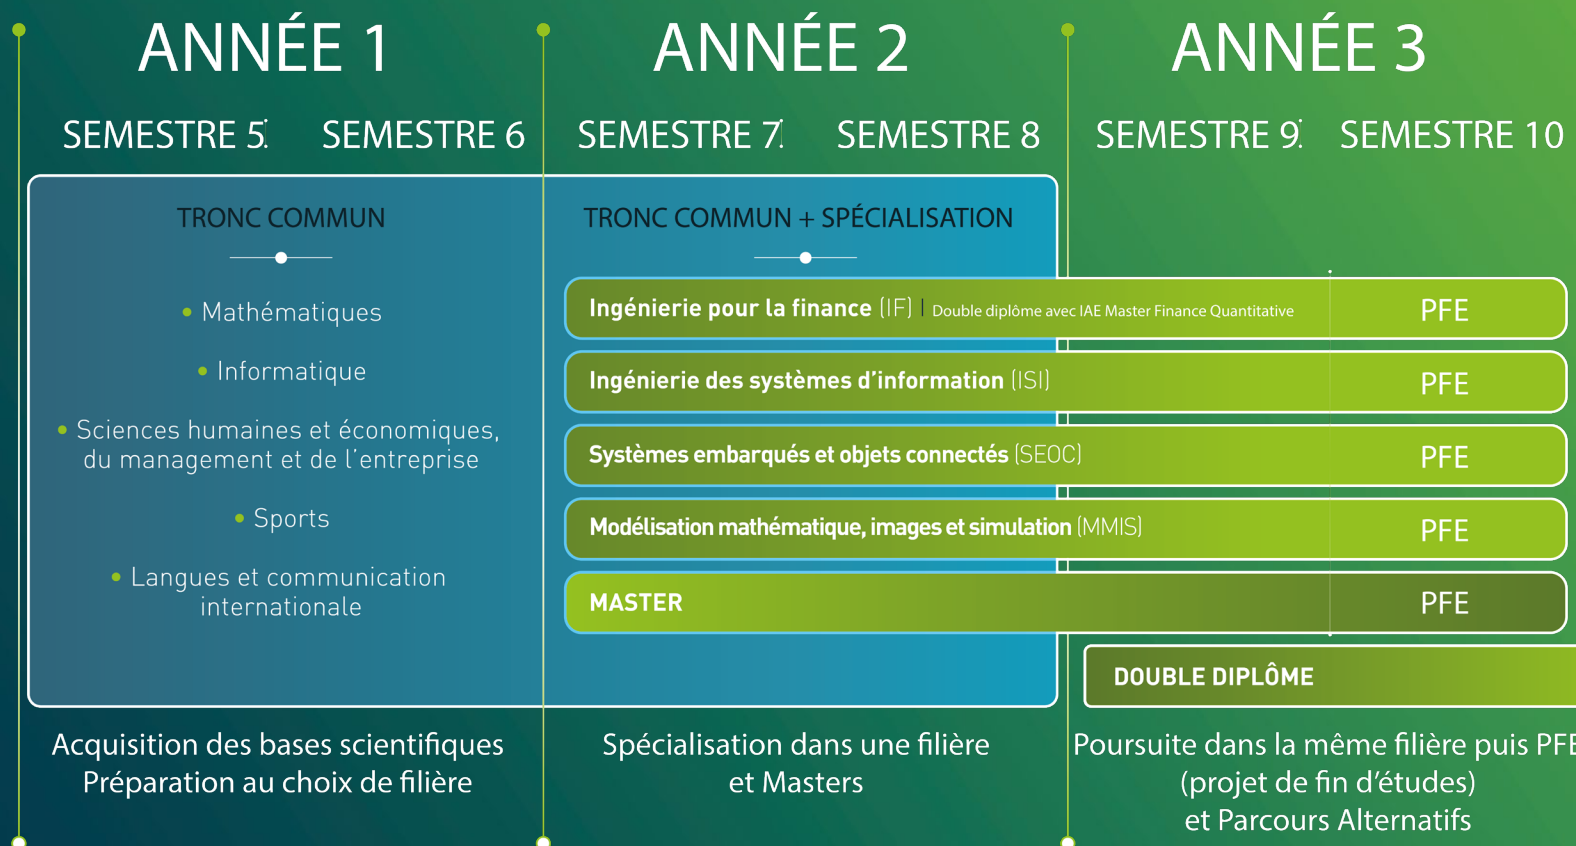 ANNÉE 1
ANNÉE 2
ANNÉE 3
SEMESTRE 5
SEMESTRE 6
SEMESTRE 7
SEMESTRE 8
SEMESTRE 9
SEMESTRE 10
TRONC COMMUN
• Mathématiques
• Informatique
• Sciences humaines et économiques,
du management et de l'entreprise
• Sports
• Langues et communication
internationale
TRONC COMMUN + SPÉCIALISATION
Ingénierie pour la finance (IF) | Double diplôme avec IAE Master Finance Quantitative PFE
Ingénierie des systèmes d'information (ISI) PFE
Systèmes embarqués et objets connectés (SEOC) PFE
Modélisation mathématique, images et simulation (MMIS) PFE
MASTER PFE
DOUBLE DIPLÔME
Acquisition des bases scientifiques
Préparation au choix de filière
Spécialisation dans une filière
et Masters
Poursuite dans la même filière puis PFE
(projet de fin d'études)
et Parcours Alternatifs